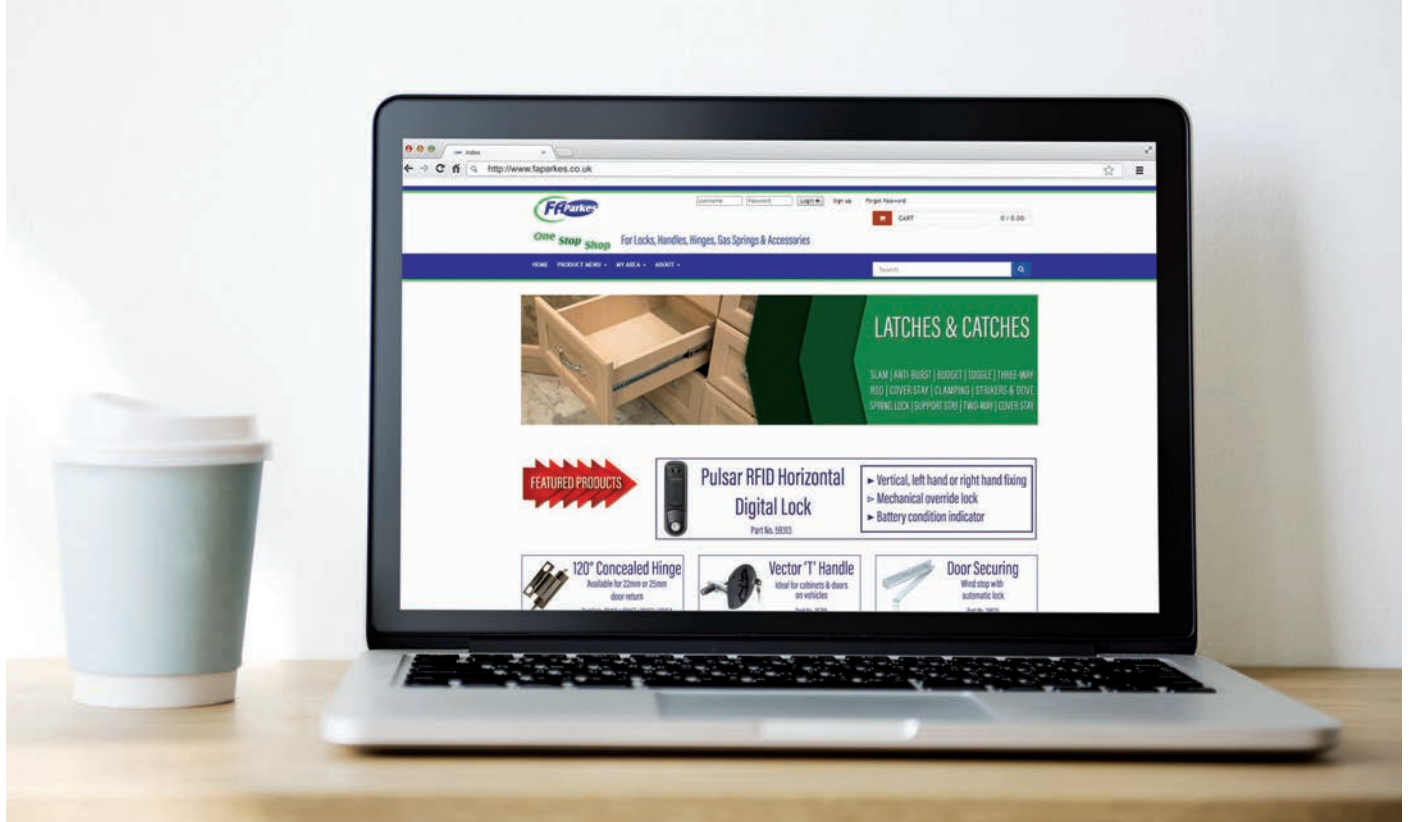 Index
http://www.faparkes.co.uk
FAParkes
Username Password Login Sign up Forgot Password
CART 0 / 0.00
One Stop Shop For Locks, Handles, Hinges, Gas Springs & Accessories
HOME PRODUCT MENU MY AREA ABOUT
Search
LATCHES & CATCHES
SLAM | ANTI-BURST | BUDGET | TOGGLE | THREE-WAY
ROD | COVER STAY | CLAMPING | STRIKERS & DOVE
SPRING LOCK | SUPPORT STAY | TWO-WAY | COVER STAY
FEATURED PRODUCTS
Pulsar RFID Horizontal
Digital Lock
Part No. 59313
Vertical, left hand or right hand fixing
Mechanical override lock
Battery condition indicator
120° Concealed Hinge
Available for 22mm or 25mm
door return
Vector 'T' Handle
Ideal for cabinets & doors
on vehicles
Door Securing
Wind stop with
automatic lock